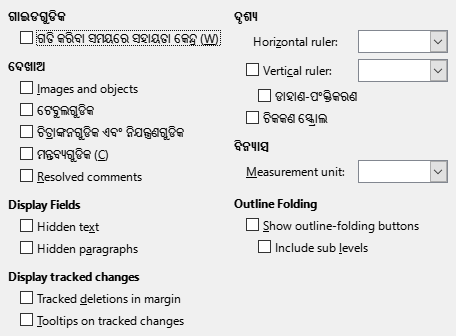 ଗାଇଡଗୁଡିକ
ଗତି କରିବା ସମୟରେ ସହାୟତା କେନ୍ଦ୍ର (W)
ଦେଖାଅ
Images and objects
ଟେବୁଲଗୁଡିକ
ଚିତ୍ରାଙ୍କନଗୁଡିକ ଏବଂ ନିୟନ୍ତ୍ରଣଗୁଡିକ
ମନ୍ତବ୍ୟଗୁଡିକ (C)
Resolved comments
Display Fields
Hidden text
Hidden paragraphs
Display tracked changes
Tracked deletions in margin
Tooltips on tracked changes
ଦୃଶ୍ୟ
Horizontal ruler:
Vertical ruler:
ଡାହାଣ-ପଂକ୍ତିକରଣ
ଚିକକଣ ସ୍କ୍ରୋଲ
ବିନ୍ୟାସ
Measurement unit:
Outline Folding
Show outline-folding buttons
Include sub levels